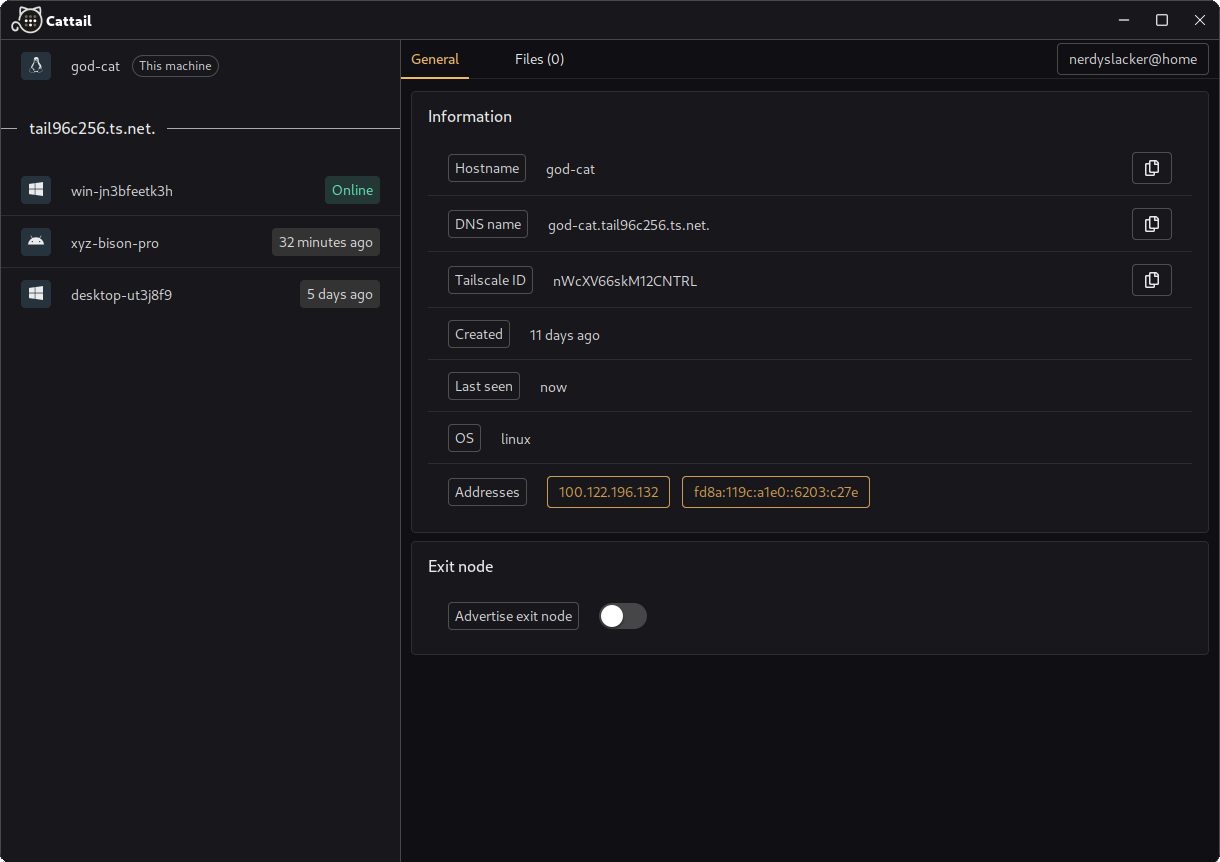 Cattail
god-cat This machine
tail96c256.ts.net.
win-jn3bfeetk3h Online
xyz-bison-pro 32 minutes ago
desktop-ut3j8f9 5 days ago
General Files (0) nerdyslacker@home
Information
Hostname god-cat
DNS name god-cat.tail96c256.ts.net.
Tailscale ID nWcXV66skM12CNTRL
Created 11 days ago
Last seen now
OS linux
Addresses 100.122.196.132 fd8a:119c:a1e0::6203:c27e
Exit node
Advertise exit node